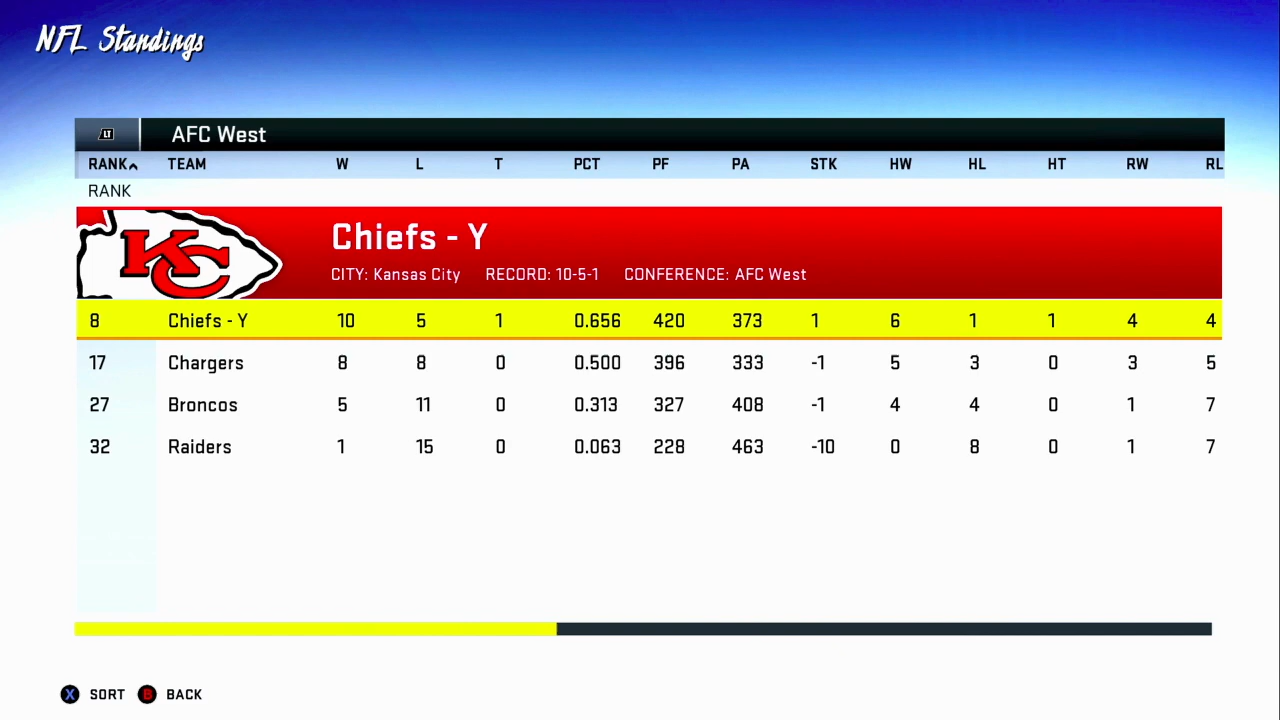 NFL Standings
LT AFC West
RANK TEAM W L T PCT PF PA STK HW HL HT RW RL
RANK
KC Chiefs - Y
CITY: Kansas City RECORD: 10-5-1 CONFERENCE: AFC West
8 Chiefs - Y 10 5 1 0.656 420 373 1 6 1 1 4 4
17 Chargers 8 8 0 0.500 396 333 -1 5 3 0 3 5
27 Broncos 5 11 0 0.313 327 408 -1 4 4 0 1 7
32 Raiders 1 15 0 0.063 228 463 -10 0 8 0 1 7
X SORT B BACK